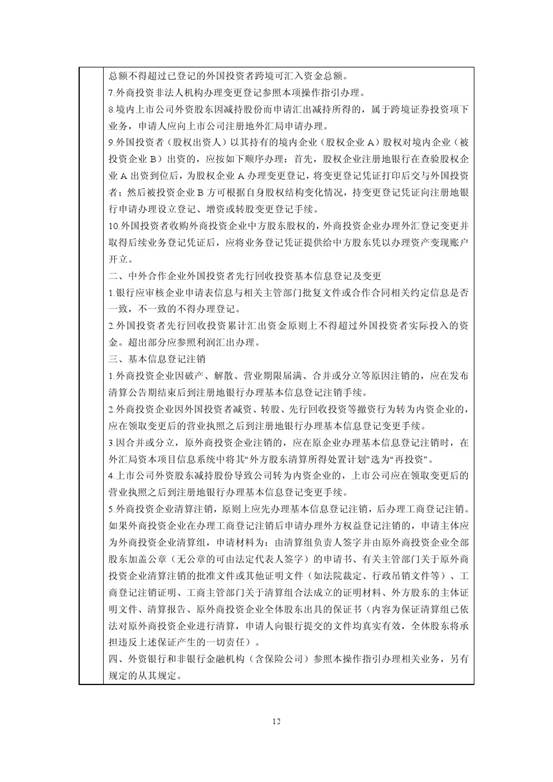 总额不得超过已登记的外国投资者跨境可汇入资金总额。
7.外商投资非法人机构办理变更登记参照本项操作指引办理。
8.境内上市公司外资股东因减持股份而申请汇出减持所得的，属于跨境证券投资项下
业务，申请人应向上市公司注册地外汇局申请办理。
9.外国投资者（股权出资人）以其持有的境内企业（股权企业A）股权对境内企业（被
投资企业B）出资的，应按如下顺序办理：首先，股权企业注册地银行在查验股权企
业A出资到位后，为股权企业A办理变更登记，将变更登记凭证打印后交与外国投资
者；然后被投资企业B方可根据自身股权结构变化情况，持变更登记凭证向注册地银
行申请办理设立登记、增资或转股变更登记手续。
10.外国投资者收购外商投资企业中方股东股权的，外商投资企业办理外汇登记变更并
取得后续业务登记凭证后，应将业务登记凭证提供给中方股东凭以办理资产变现账户
开立。
二、中外合作企业外国投资者先行回收投资基本信息登记及变更
1.银行应审核企业申请表信息与相关主管部门批复文件或合作合同相关约定信息是否
一致，不一致的不得办理登记。
2.外国投资者先行回收投资累计汇出资金原则上不得超过外国投资者实际投入的资
金。超出部分应参照利润汇出办理。
三、基本信息登记注销
1.外商投资企业因破产、解散、营业期限届满、合并或分立等原因注销的，应在发布
清算公告期结束后到注册地银行办理基本信息登记注销手续。
2.外商投资企业因外国投资者减资、转股、先行回收投资等撤资行为转为内资企业的，
应在领取变更后的营业执照之后到注册地银行办理基本信息登记变更手续。
3.因合并或分立，原外商投资企业注销的，应在原企业办理基本信息登记注销时，在
外汇局资本项目信息系统中将其“外方股东清算所得处置计划”选为“再投资”。
4.上市公司外资股东减持股份导致公司转为内资企业的，上市公司应在领取变更后的
营业执照之后到注册地银行办理基本信息登记变更手续。
5.外商投资企业清算注销，原则上应先办理基本信息登记注销，后办理工商登记注销。
如果外商投资企业在办理工商登记注销后申请办理外方权益登记注销的，申请主体应
为外商投资企业清算组，申请材料为：由清算组负责人签字并由原外商投资企业全部
股东加盖公章（无公章的可由法定代表人签字）的申请书、有关主管部门关于原外商
投资企业清算注销的批准文件或其他证明文件（如法院裁定、行政吊销文件等）、工
商登记注销证明、工商主管部门关于清算组合法成立的证明材料、外方股东的主体证
明文件、清算报告、原外商投资企业全体股东出具的保证书（内容为保证清算组已依
法对原外商投资企业进行清算，申请人向银行提交的文件均真实有效，全体股东将承
担违反上述保证产生的一切责任）。
四、外资银行和非银行金融机构（含保险公司）参照本操作指引办理相关业务，另有
规定的从其规定。
12